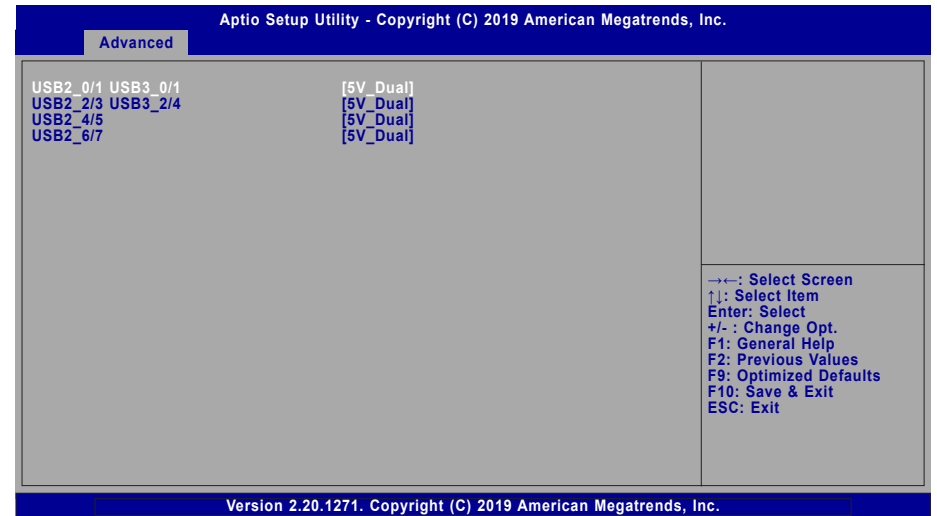 Aptio Setup Utility - Copyright (C) 2019 American Megatrends, Inc.
Advanced
USB2_0/1 USB3_0/1 [5V_Dual]
USB2_2/3 USB3_2/4 [5V_Dual]
USB2_4/5 [5V_Dual]
USB2_6/7 [5V_Dual]
→←: Select Screen
↑↓: Select Item
Enter: Select
+/- : Change Opt.
F1: General Help
F2: Previous Values
F9: Optimized Defaults
F10: Save & Exit
ESC: Exit
Version 2.20.1271. Copyright (C) 2019 American Megatrends, Inc.